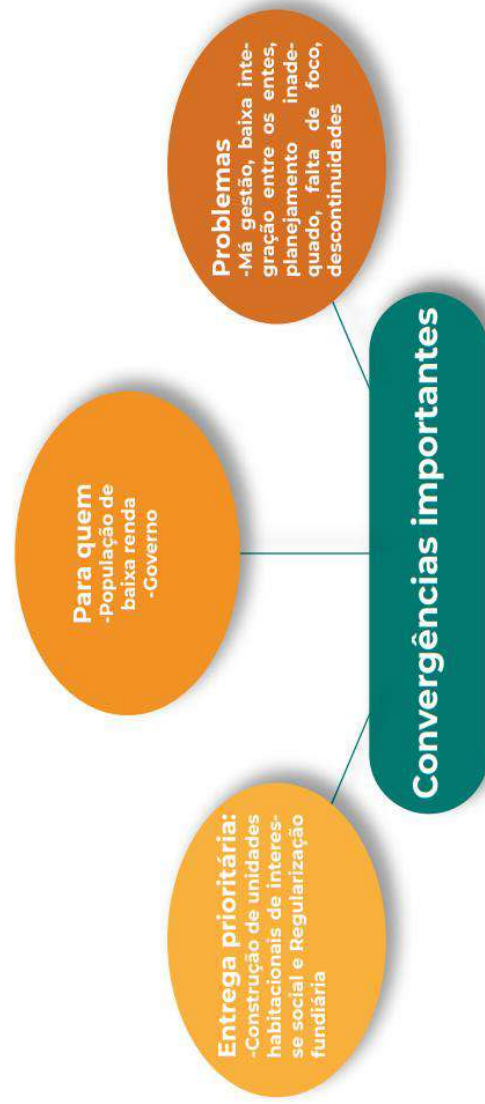 Entrega prioritária:
-Construção de unidades
habitacionais de interes-
se social e Regularização
fundiária
Para quem
-População de
baixa renda
-Governo
Problemas
-Má gestão, baixa inte-
gração entre os entes,
planejamento inade-
quado, falta de foco,
descontinuidades
Convergências importantes